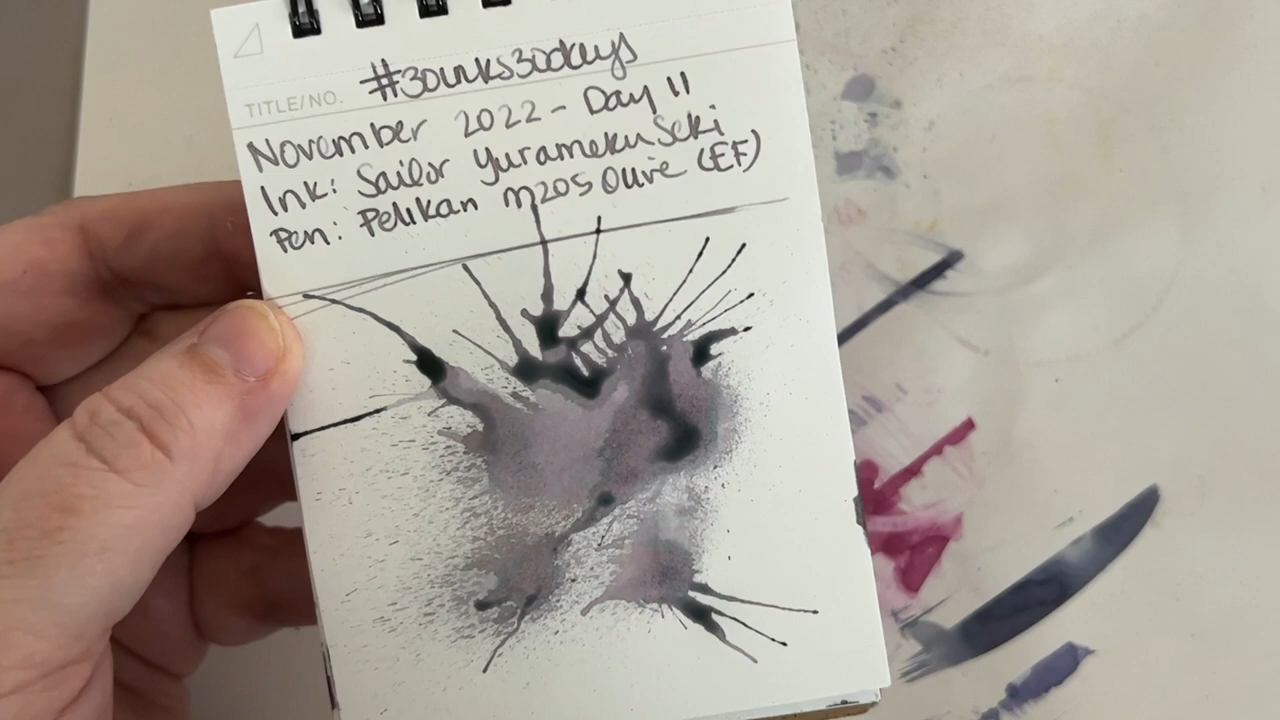 #30inks30days
TITLE/NO.
November 2022 - Day 11
Ink: Sailor Yurameku Seki
Pen: Pelikan M205 Olive (EF)